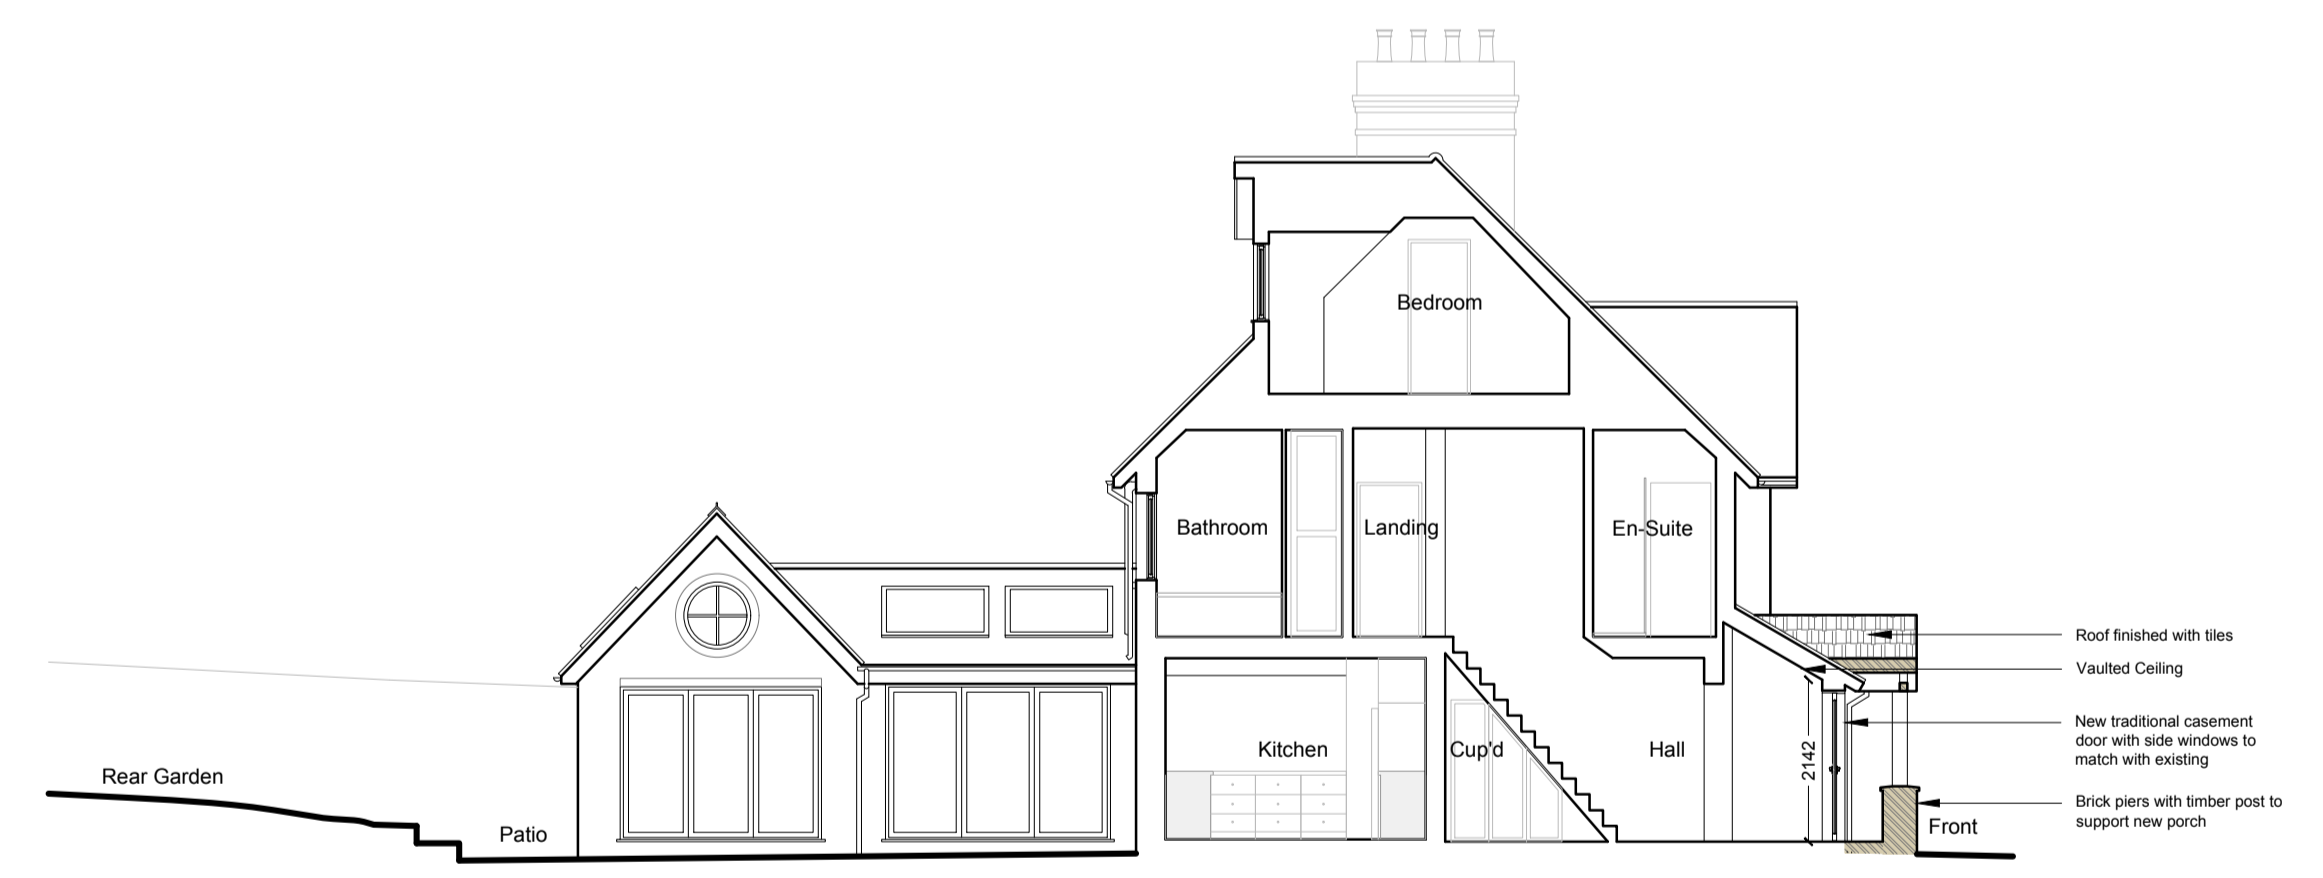 Bedroom
Bathroom
Landing
En-Suite
Roof finished with tiles
Vaulted Ceiling
New traditional casement
door with side windows to
match with existing
Kitchen
Cup'd
Hall
2142
Rear Garden
Patio
Brick piers with timber post to
support new porch
Front